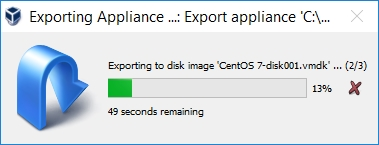 Exporting Appliance ...: Export appliance 'C:\...
Exporting to disk image 'CentOS 7-disk001.vmdk' ... (2/3)
13%
49 seconds remaining